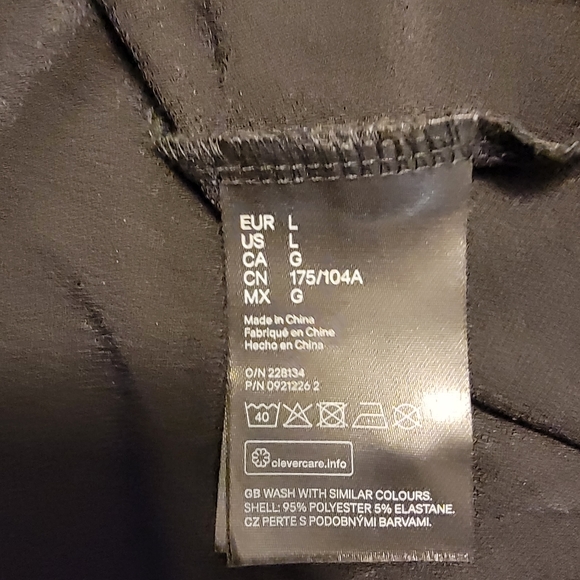 EUR L
US L
CA G
CN 175/104A
MX G
Made in China
Fabriqué en Chine
Hecho en China
O/N 228134
P/N 0921226 2
40
clevercare.info
GB WASH WITH SIMILAR COLOURS.
SHELL: 95% POLYESTER 5% ELASTANE.
CZ PERTE S PODOBNÝMI BARVAMI.